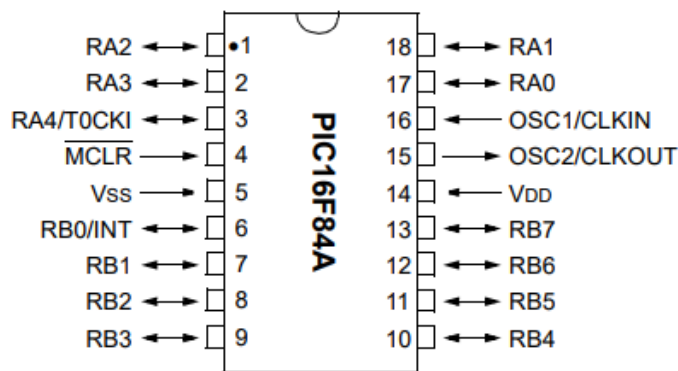 RA2 •1 18 RA1
RA3 2 17 RA0
RA4/T0CKI 3 16 OSC1/CLKIN
MCLR 4 15 OSC2/CLKOUT
VSS 5 14 VDD
RB0/INT 6 13 RB7
RB1 7 12 RB6
RB2 8 11 RB5
RB3 9 10 RB4
PIC16F84A